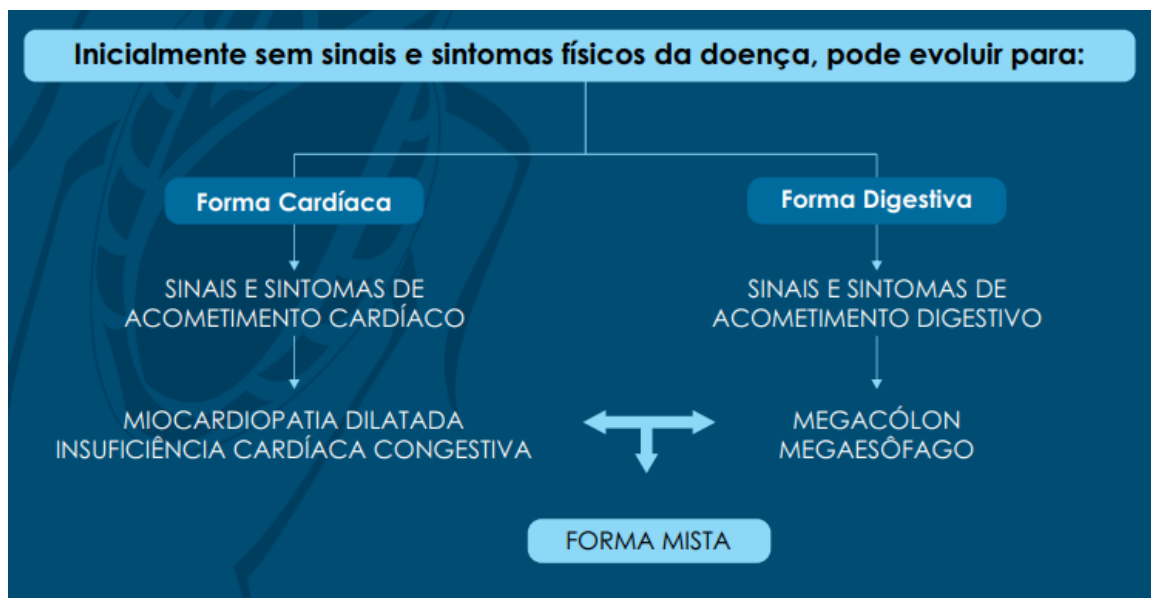 Inicialmente sem sinais e sintomas físicos da doença, pode evoluir para:
Forma Cardíaca
SINAIS E SINTOMAS DE
ACOMETIMENTO CARDÍACO
MIOCARDIOPATIA DILATADA
INSUFICIÊNCIA CARDÍACA CONGESTIVA
Forma Digestiva
SINAIS E SINTOMAS DE
ACOMETIMENTO DIGESTIVO
MEGACÓLON
MEGAESÔFAGO
FORMA MISTA